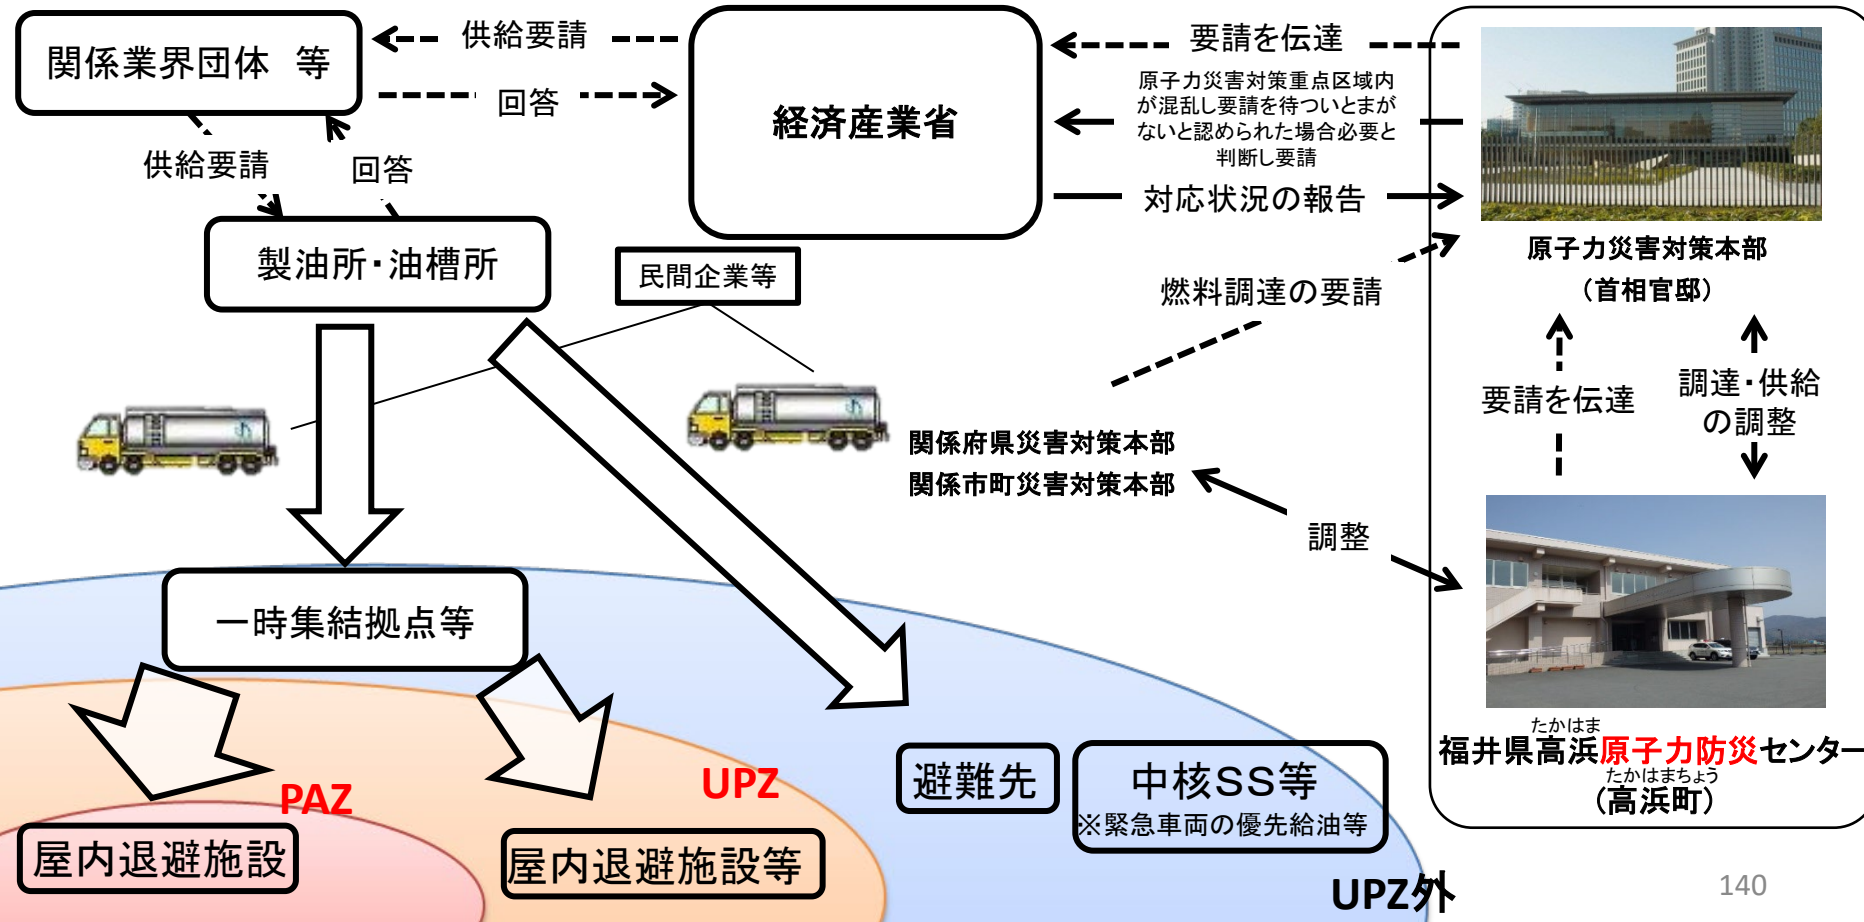 関係業界団体　等
供給要請
回答
経済産業省
要請を伝達
原子力災害対策重点区域内
が混乱し要請を待ついとまが
ないと認められた場合必要と
判断し要請
対応状況の報告
供給要請
回答
製油所・油槽所
民間企業等
燃料調達の要請
原子力災害対策本部
（首相官邸）
要請を伝達
調達・供給
の調整
関係府県災害対策本部
関係市町災害対策本部
調整
一時集結拠点等
たかはま
福井県高浜原子力防災センター
たかはまちょう
（高浜町）
PAZ
UPZ
避難先
中核SS等
※緊急車両の優先給油等
屋内退避施設
屋内退避施設等
UPZ外
140